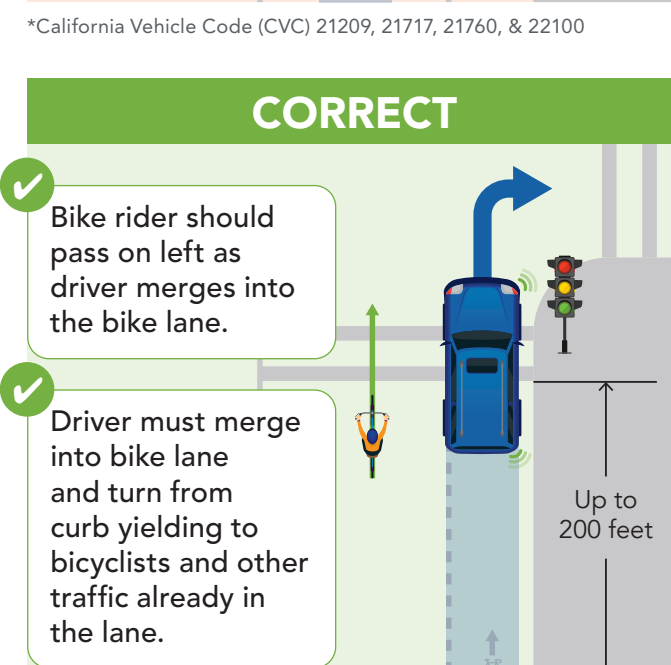 *California Vehicle Code (CVC) 21209, 21717, 21760, & 22100
CORRECT
Bike rider should
pass on left as
driver merges into
the bike lane.
Driver must merge
into bike lane
and turn from
curb yielding to
bicyclists and other
traffic already in
the lane.
Up to
200 feet